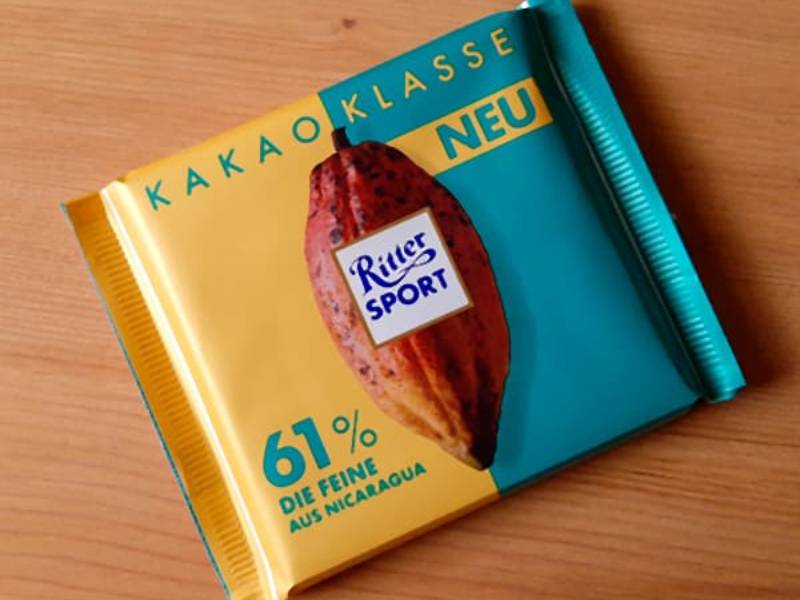 KAKAO KLASSE
NEU
Ritter
SPORT
61%
DIE FEINE
AUS NICARAGUA